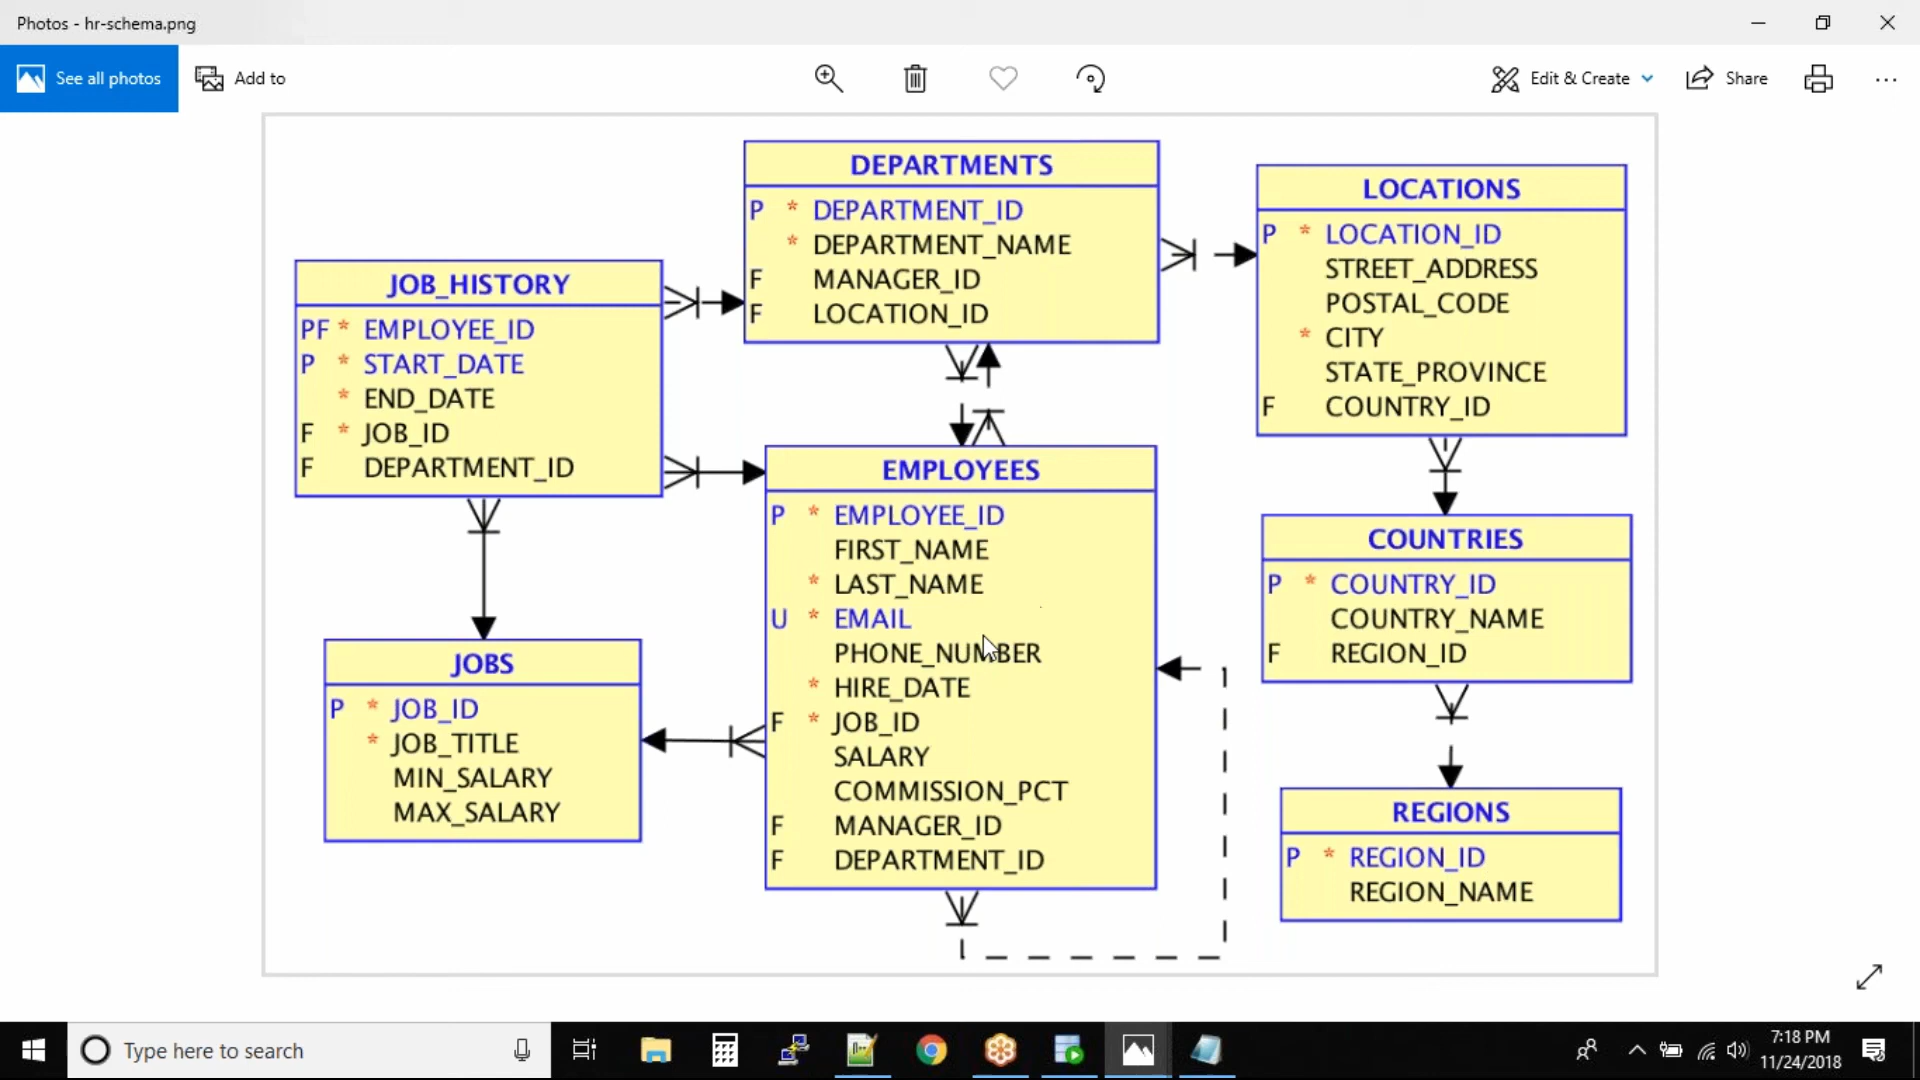 Photos - hr-schema.png
See all photos
Add to
Edit & Create
Share
DEPARTMENTS
P * DEPARTMENT_ID
* DEPARTMENT_NAME
F MANAGER_ID
F LOCATION_ID
LOCATIONS
P * LOCATION_ID
STREET_ADDRESS
POSTAL_CODE
* CITY
STATE_PROVINCE
F COUNTRY_ID
JOB_HISTORY
PF * EMPLOYEE_ID
P * START_DATE
* END_DATE
F * JOB_ID
F DEPARTMENT_ID
EMPLOYEES
P * EMPLOYEE_ID
FIRST_NAME
* LAST_NAME
U * EMAIL
PHONE_NUMBER
* HIRE_DATE
F * JOB_ID
SALARY
COMMISSION_PCT
F MANAGER_ID
F DEPARTMENT_ID
COUNTRIES
P * COUNTRY_ID
COUNTRY_NAME
F REGION_ID
JOBS
P * JOB_ID
* JOB_TITLE
MIN_SALARY
MAX_SALARY
REGIONS
P * REGION_ID
REGION_NAME
Type here to search
7:18 PM
11/24/2018